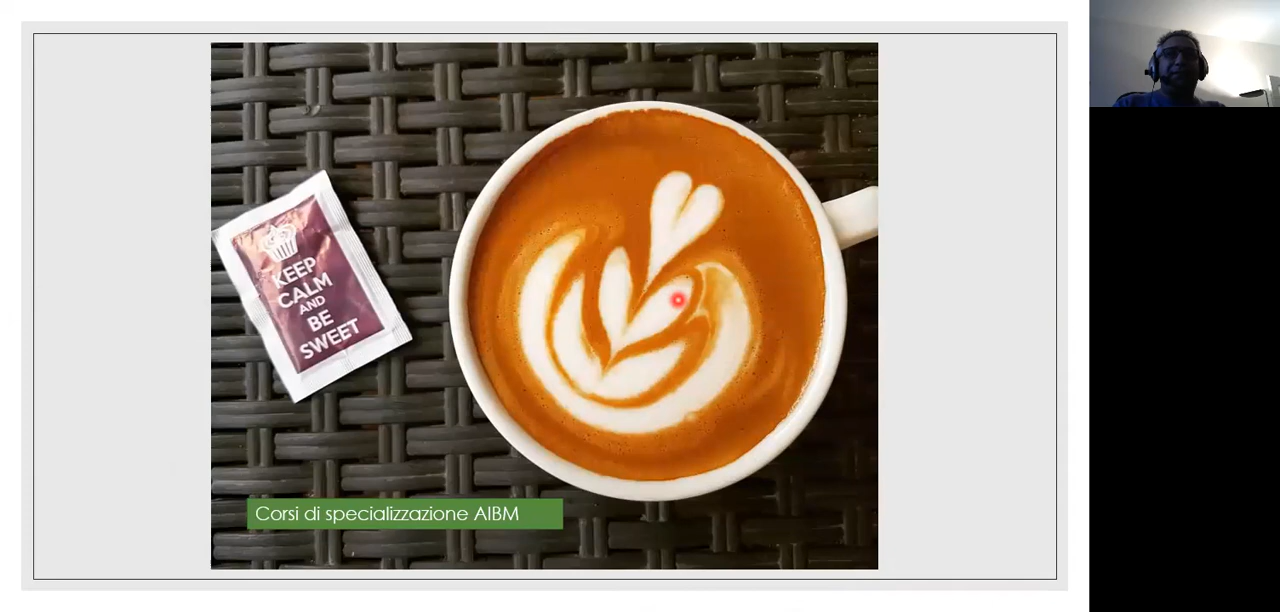 KEEP
CALM
AND
BE
SWEET
Corsi di specializzazione AIBM